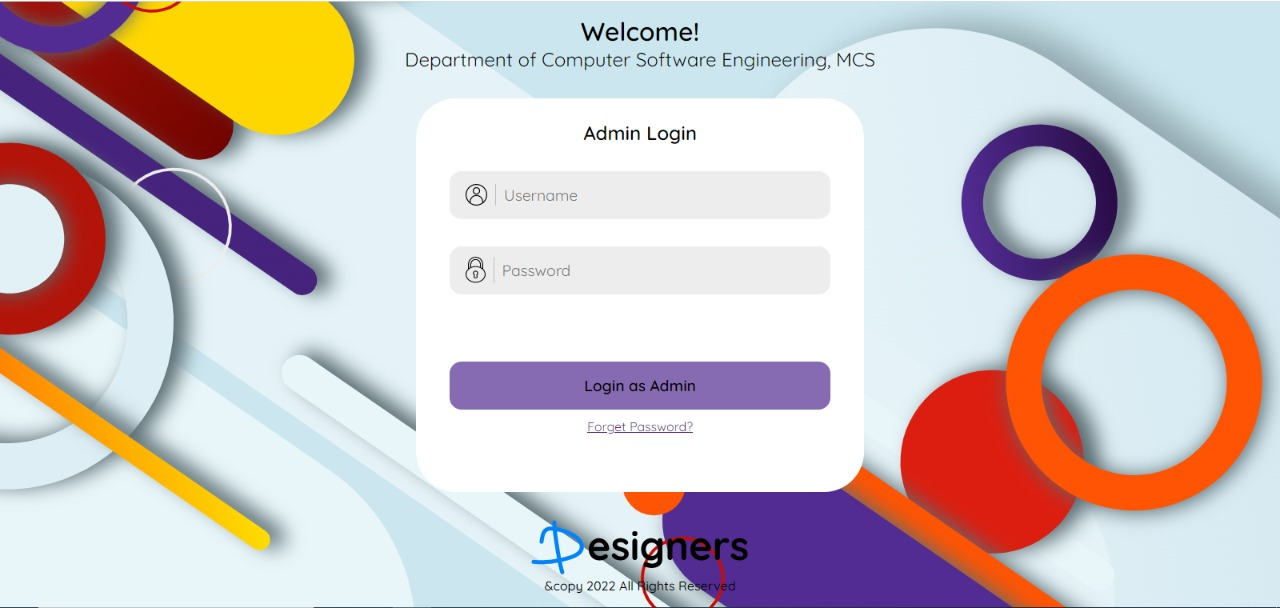 Welcome!
Department of Computer Software Engineering, MCS
Admin Login
Username
Password
Login as Admin
Forget Password?
Designers
&copy 2022 All Rights Reserved